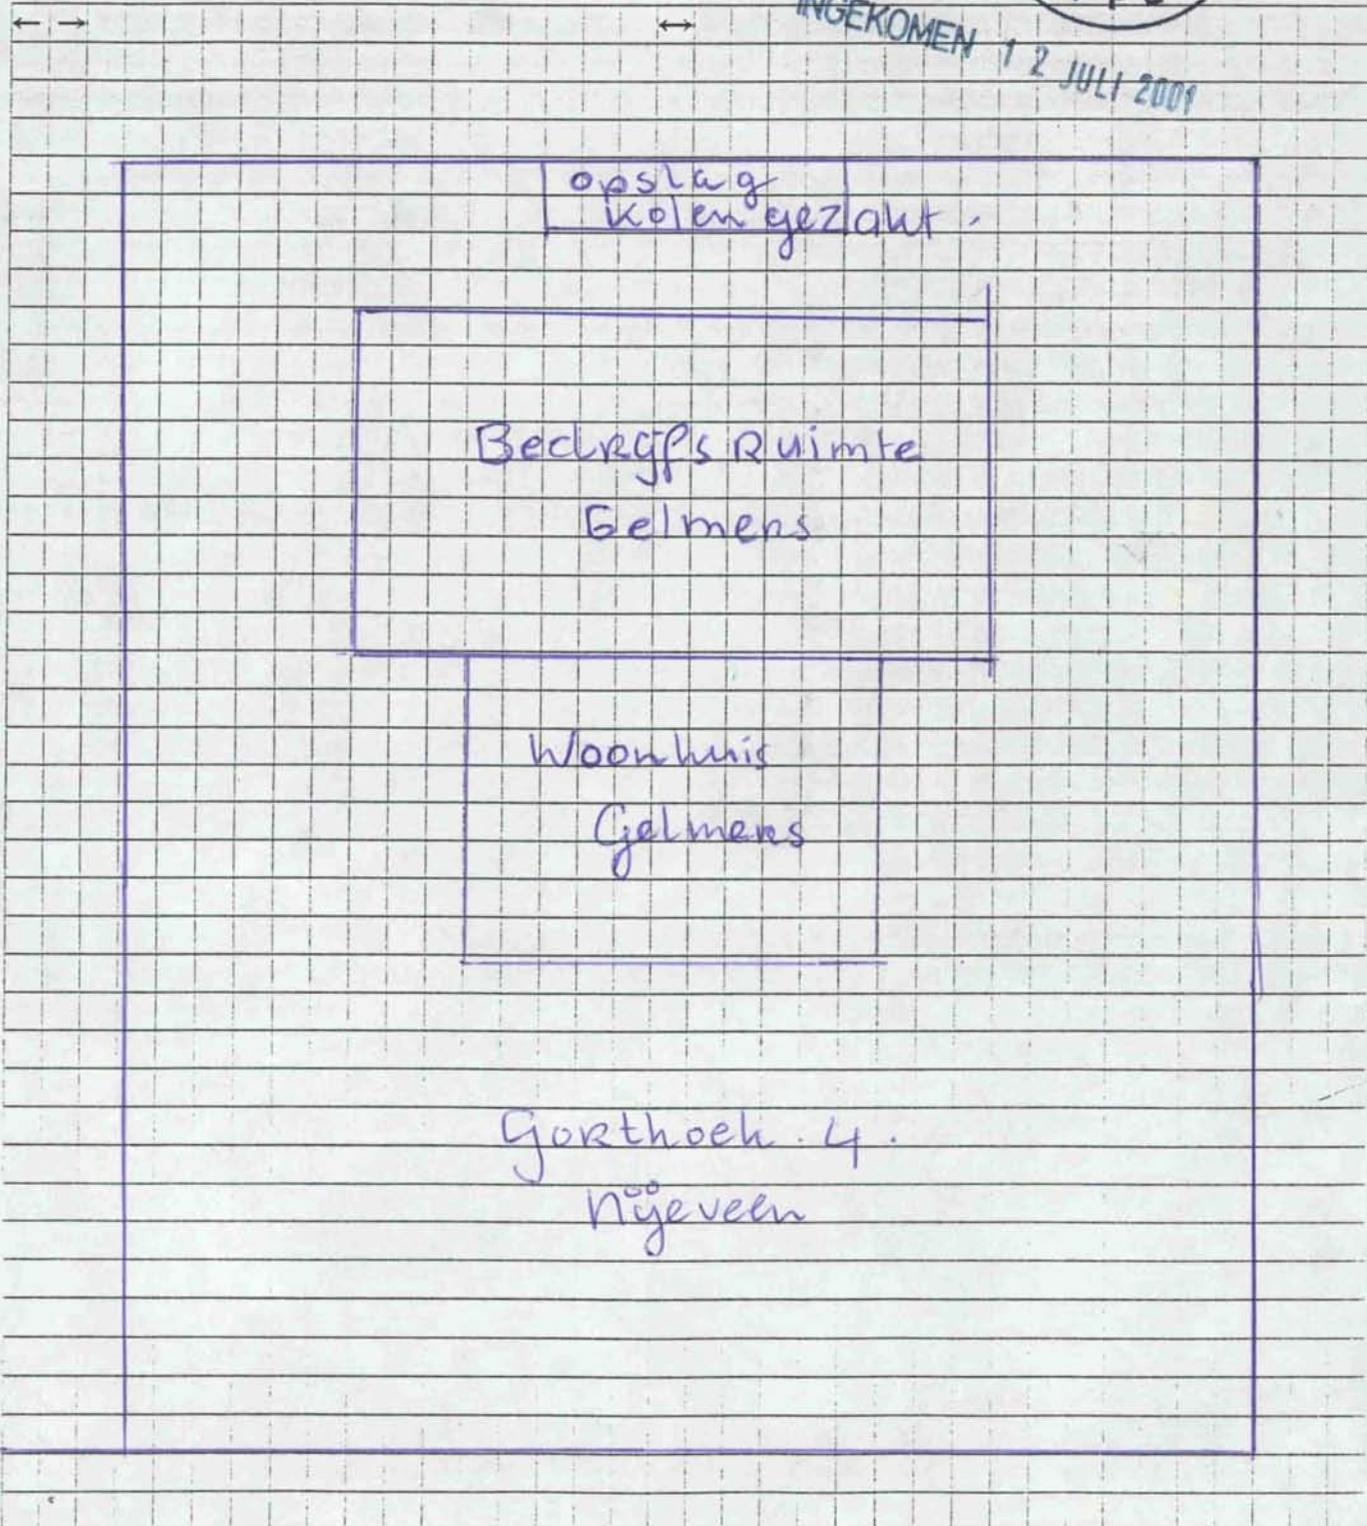 INGEKOMEN 12 JULI 2001
opslag
kolen gezakt.
Bedrijfs Ruimte
Gelmers
Woonhuis
Gelmers
Gorthoek. 4.
Nijeveen